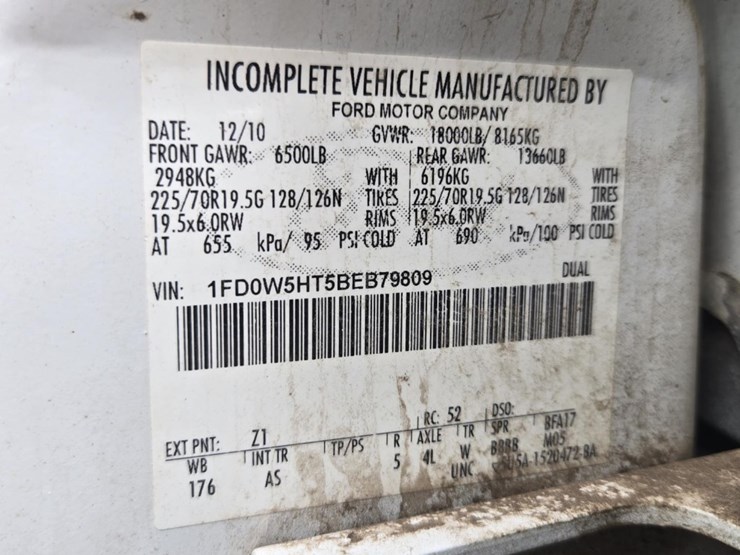 INCOMPLETE VEHICLE MANUFACTURED BY
FORD MOTOR COMPANY
DATE: 12/10 GVWR: 18000LB/ 8165KG
FRONT GAWR: 6500LB REAR GAWR: 13660LB
2948KG WITH 6196KG WITH
225/70R19.5G 128/126N TIRES 225/70R19.5G 128/126N TIRES
19.5x6.0RW RIMS 19.5x6.0RW RIMS
AT 655 kPa/ 95 PSI COLD AT 690 kPa/100 PSI COLD
DUAL
VIN: 1FD0W5HT5BEB79809
EXT PNT: Z1 RC: 52 DSO:
WB INT TR TP/PS R AXLE TR SPR BFA17
176 AS 5 4L W BBBB M05
UNC 5U5A-1520472-BA